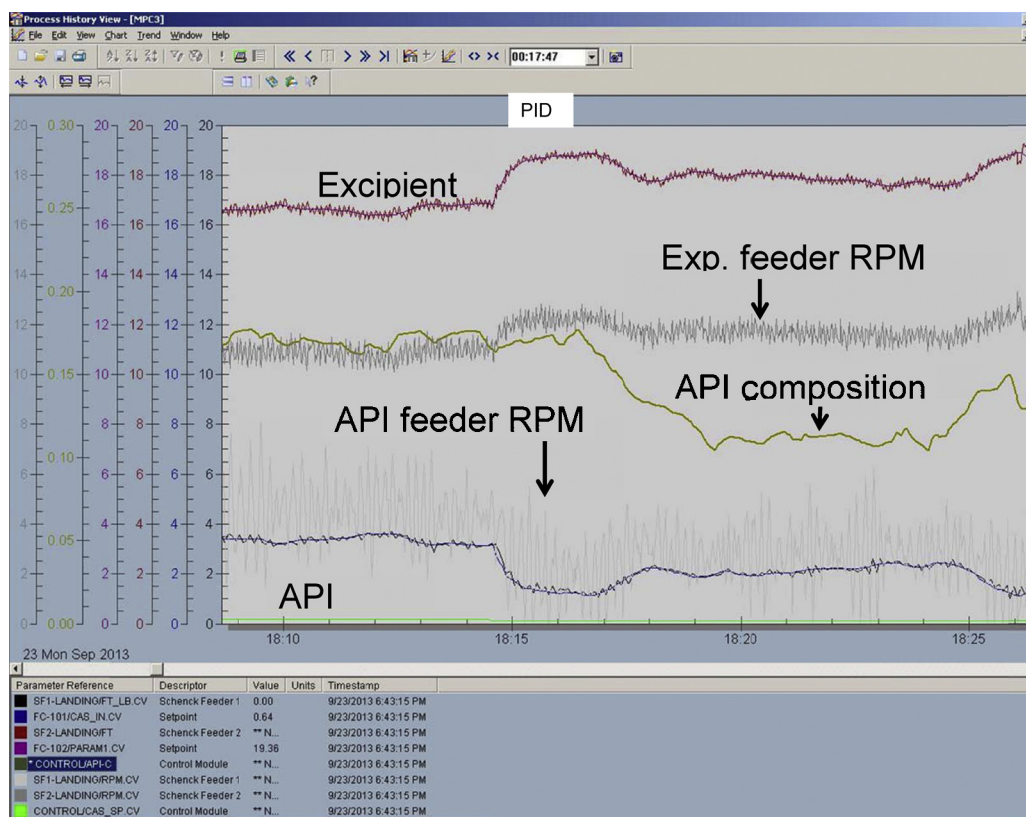 Process History View - [MPC3]
File Edit View Chart Trend Window Help
00:17:47
PID
20 0.30 20 20 20 20
18 18 18 18 18
0.25
16 16 16 16 16
14 14 14 14 14
0.20
12 12 12 12 12
0.15
10 10 10 10 10
8 8 8 8 8
0.10
6 6 6 6 6
0.05
4 4 4 4 4
2 2 2 2 2
0 0.00 0 0 0 0
Excipient
Exp. feeder RPM
API composition
API feeder RPM
API
18:10 18:15 18:20 18:25
23 Mon Sep 2013
Parameter Reference Descriptor Value Units Timestamp
SF1-LANDING/FT_LB.CV Schenck Feeder 1 0.00 9/23/2013 6:43:15 PM
FC-101/CAS_IN.CV Setpoint 0.64 9/23/2013 6:43:15 PM
SF2-LANDING/FT Schenck Feeder 2 ** N... 9/23/2013 6:43:15 PM
FC-102/PARAM1.CV Setpoint 19.36 9/23/2013 6:43:15 PM
* CONTROL/API-C Control Module ** N... 9/23/2013 6:43:15 PM
SF1-LANDING/RPM.CV Schenck Feeder 1 ** N... 9/23/2013 6:43:15 PM
SF2-LANDING/RPM.CV Schenck Feeder 2 ** N... 9/23/2013 6:43:15 PM
CONTROL/CAS_SP.CV Control Module ** N... 9/23/2013 6:43:15 PM